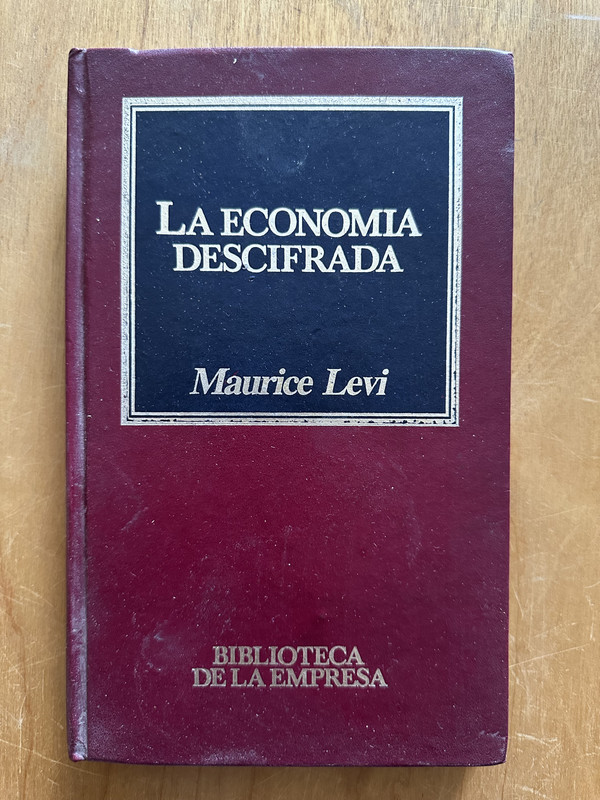 LA ECONOMIA
DESCIFRADA
Maurice Levi
BIBLIOTECA
DE LA EMPRESA